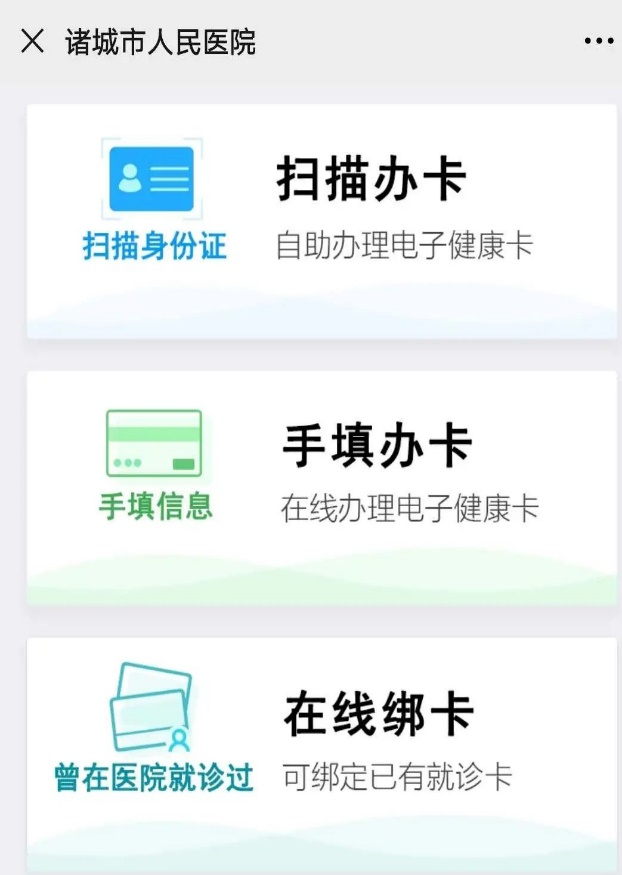 诸城市人民医院
扫描办卡
扫描身份证
自助办理电子健康卡
手填办卡
手填信息
在线办理电子健康卡
在线绑卡
曾在医院就诊过
可绑定已有就诊卡